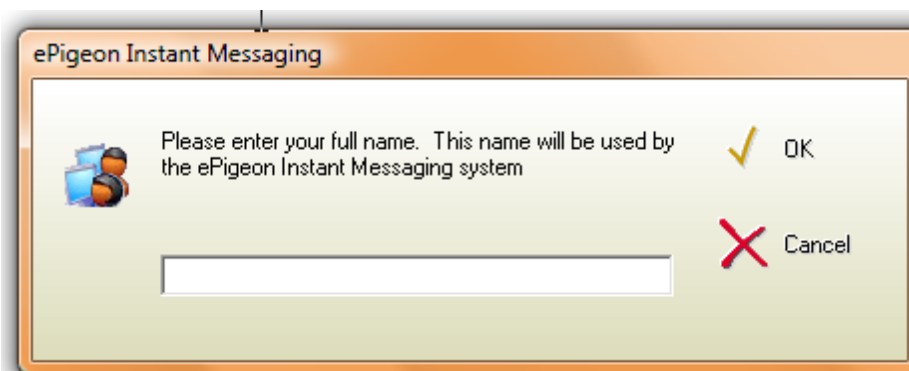 ePigeon Instant Messaging
Please enter your full name.  This name will be used by
the ePigeon Instant Messaging system
OK
Cancel